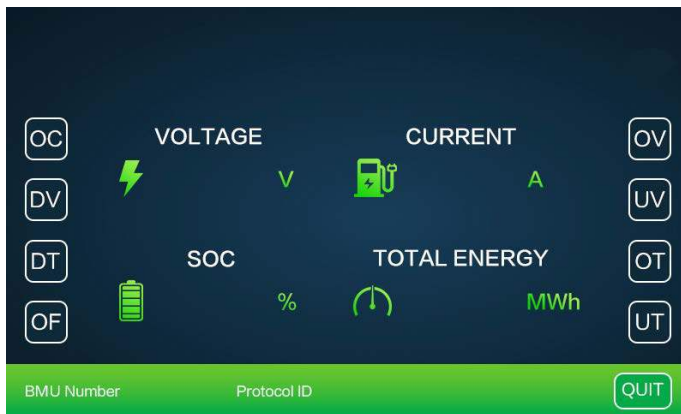 OC
VOLTAGE
CURRENT
OV
V
A
DV
UV
DT
SOC
TOTAL ENERGY
OT
%
MWh
OF
UT
BMU Number
Protocol ID
QUIT